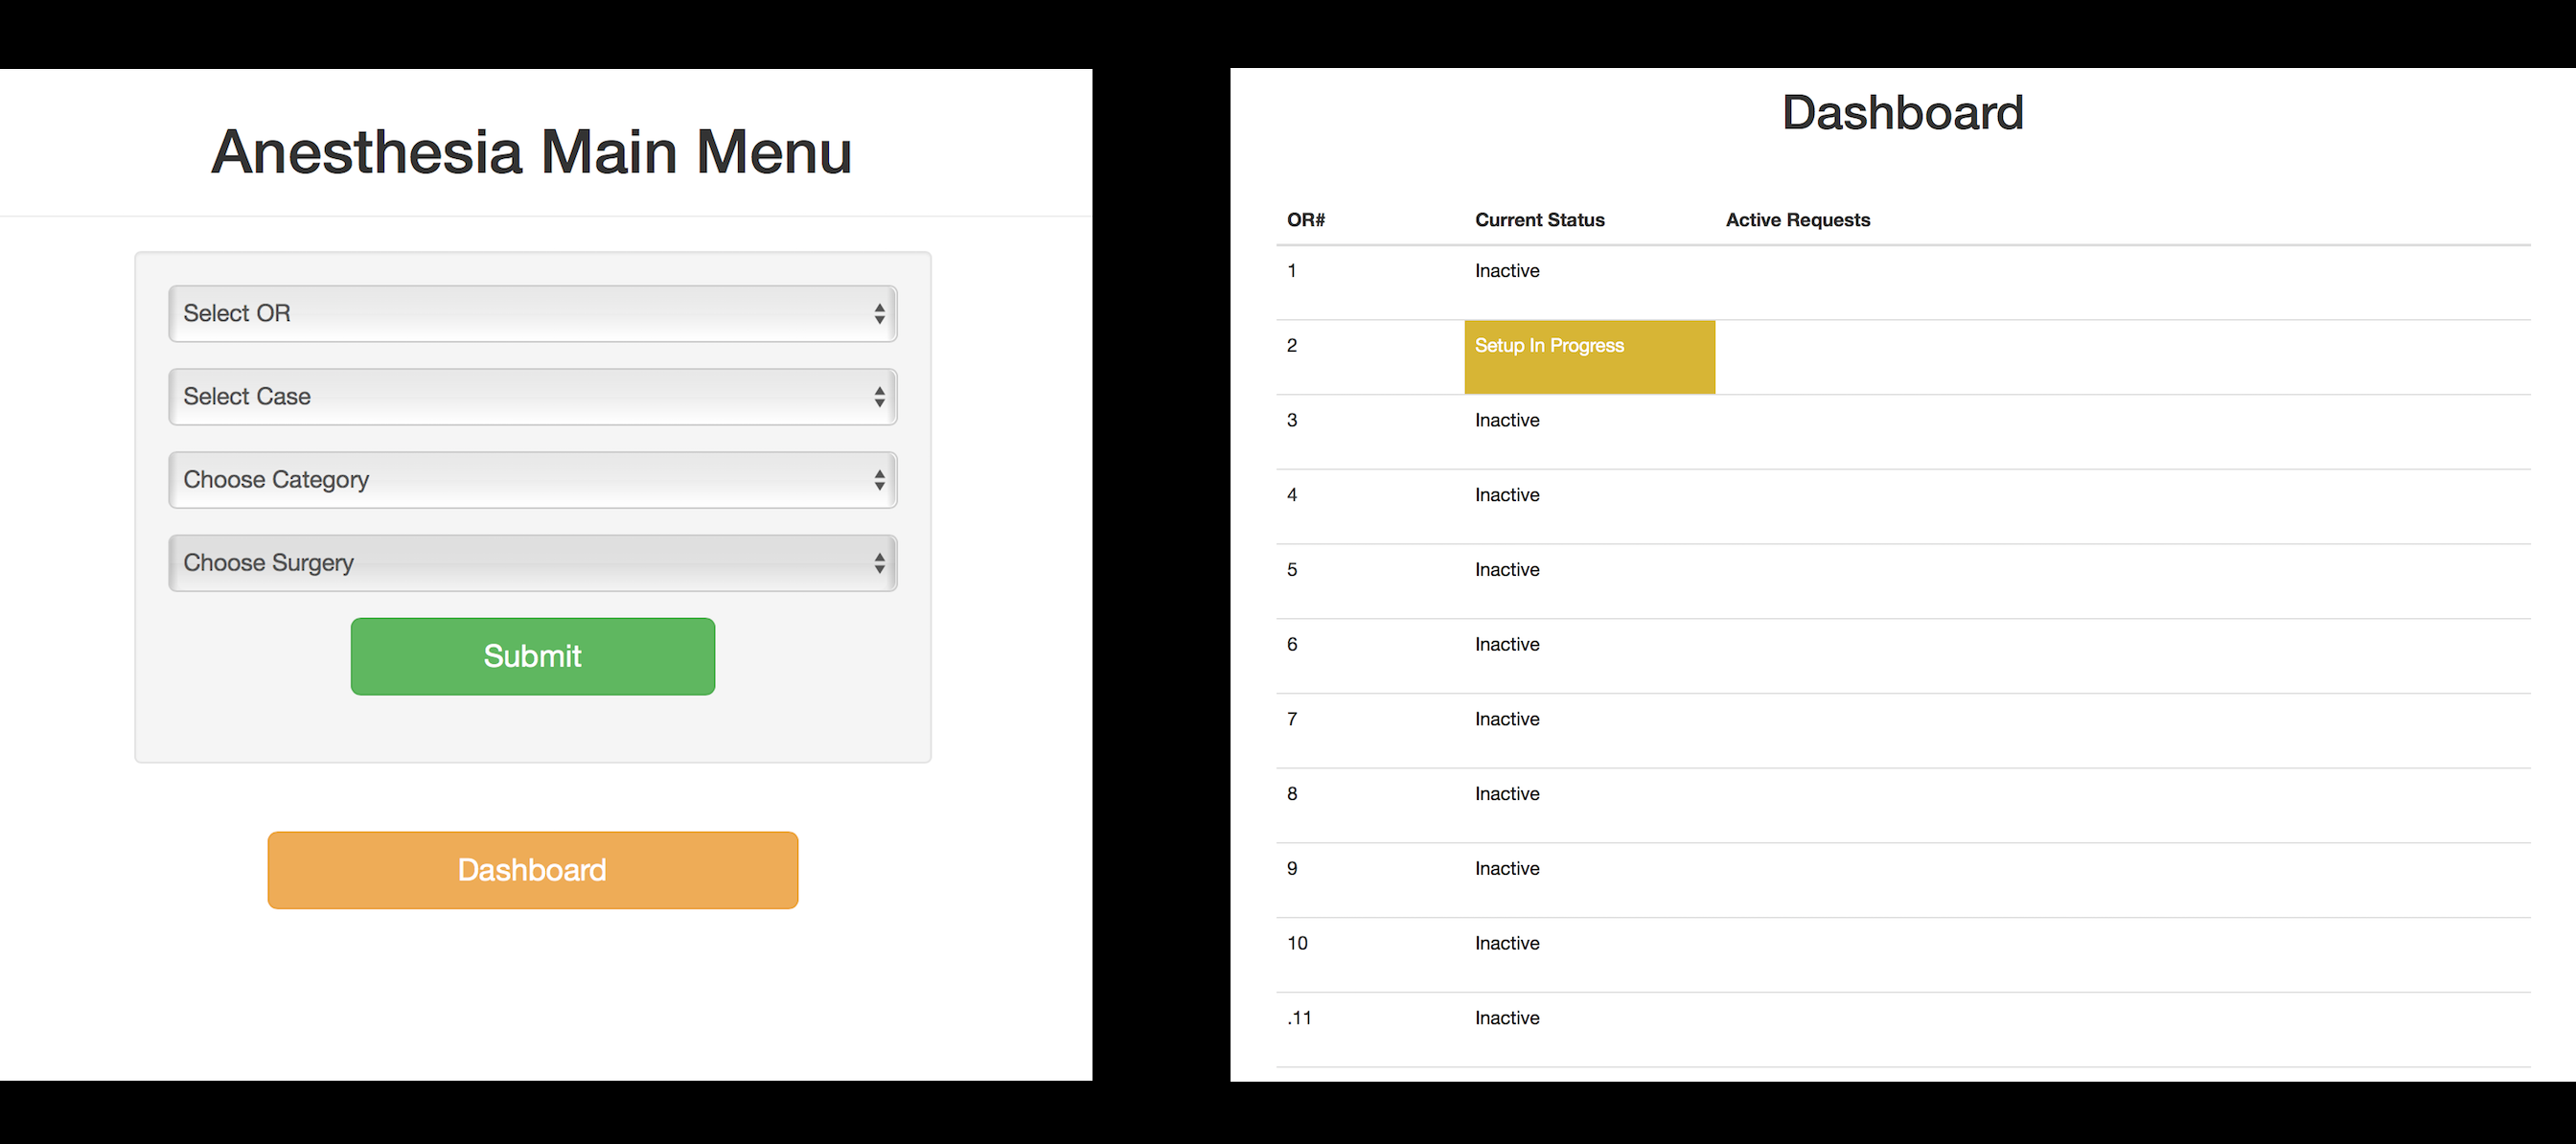 Anesthesia Main Menu
Select OR
Select Case
Choose Category
Choose Surgery
Submit
Dashboard
Dashboard
OR# Current Status Active Requests
1 Inactive
2 Setup In Progress
3 Inactive
4 Inactive
5 Inactive
6 Inactive
7 Inactive
8 Inactive
9 Inactive
10 Inactive
.11 Inactive